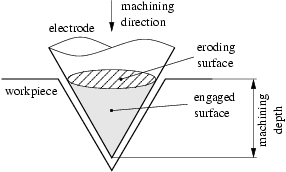 machining
direction
electrode
eroding
surface
workpiece
engaged
surface
machining
depth